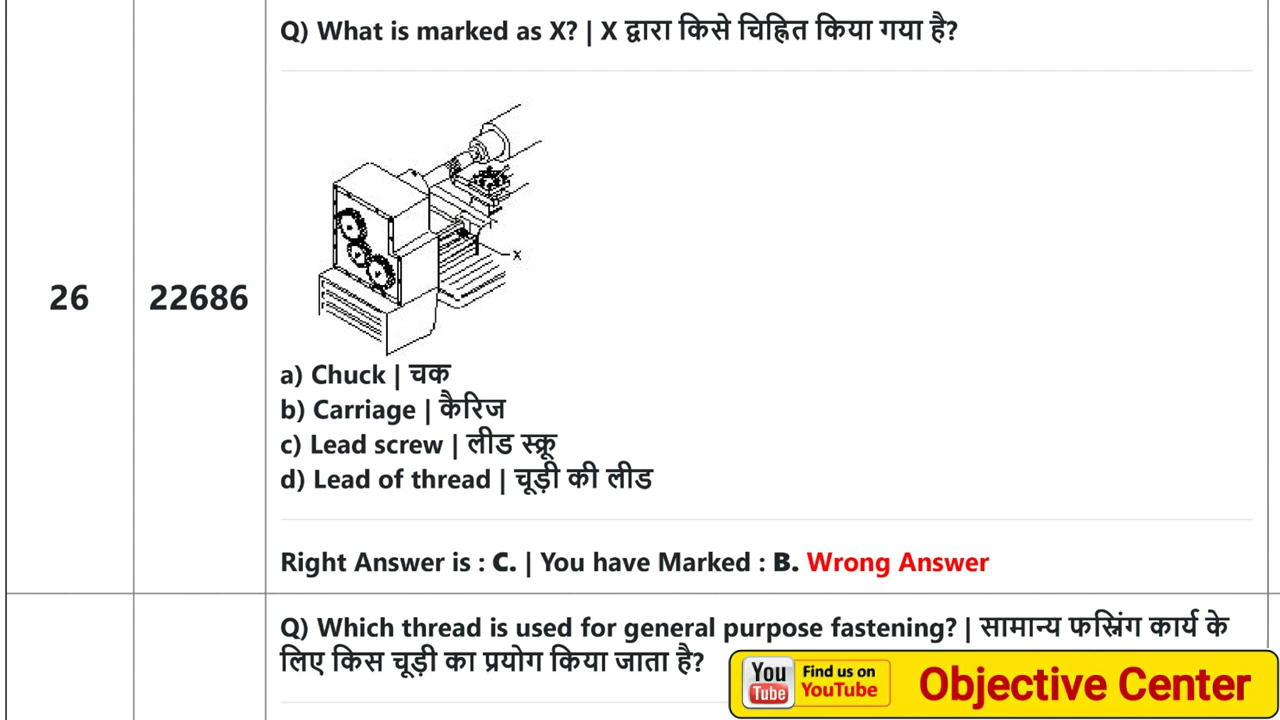 Q) What is marked as X? | X द्वारा किसे चिह्नित किया गया है?
X
26
22686
a) Chuck | चक
b) Carriage | कैरिज
c) Lead screw | लीड स्क्रू
d) Lead of thread | चूड़ी की लीड
Right Answer is : C. | You have Marked : B. Wrong Answer
Q) Which thread is used for general purpose fastening? | सामान्य फस्निंग कार्य के
लिए किस चूड़ी का प्रयोग किया जाता है?
You
Tube
Find us on
YouTube
Objective Center